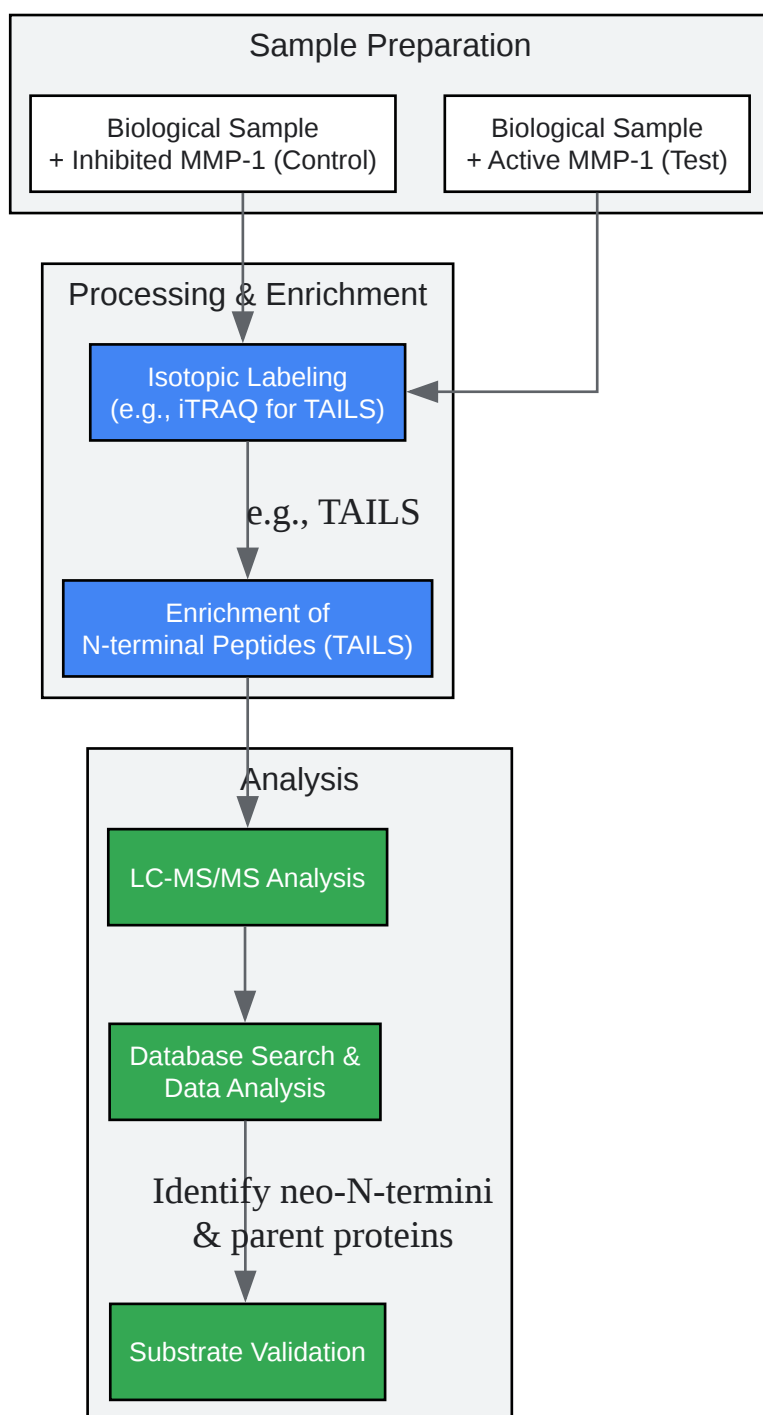 Sample Preparation
Biological Sample
+ Inhibited MMP-1 (Control)
Biological Sample
+ Active MMP-1 (Test)
Processing & Enrichment
Isotopic Labeling
(e.g., iTRAQ for TAILS)
e.g., TAILS
Enrichment of
N-terminal Peptides (TAILS)
Analysis
LC-MS/MS Analysis
Database Search &
Data Analysis
Identify neo-N-termini
& parent proteins
Substrate Validation